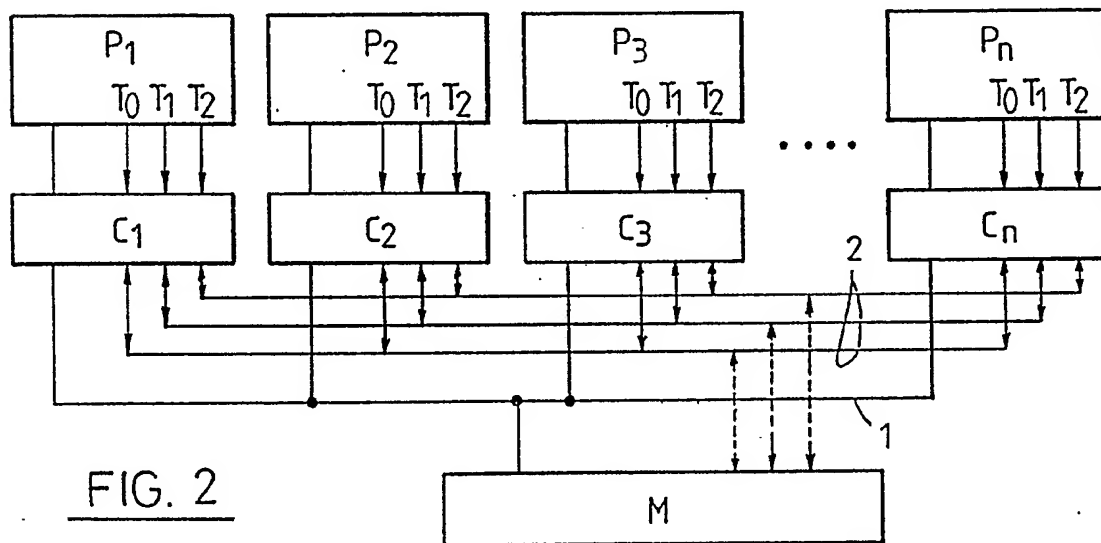 P1 P2 P3 Pn
T0 T1 T2 T0 T1 T2 T0 T1 T2 T0 T1 T2
C1 C2 C3 Cn
2
1
FIG. 2
M